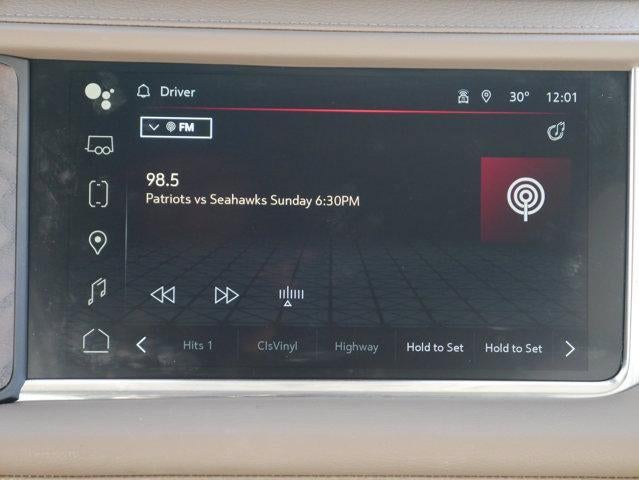 Driver 30° 12:01
FM
98.5
Patriots vs Seahawks Sunday 6:30PM
Hits 1 ClsVinyl Highway Hold to Set Hold to Set